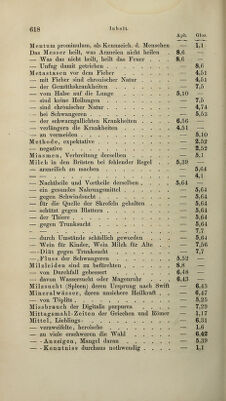 618 Inhalt.
Aph. Glos.
Mentum prominulum, als Kennzeich. d. Menschen — 1,1
Das Messer heilt, was Arzneien nicht heilen 8,6 —
— Was das nicht heilt, heilt das Feuer — 8,6 —
— Unfug damit getrieben — 8,6
Metastasen vor dem Fieber — 4,51
— mit Fieber sind chronischer Natur — 4,51
— der Gemüthskrankheiten — 7,5
— vom Halse auf die Lunge 5,10 —
— sind keine Heilungen — 7,5
— sind chronischer Natur — 4,74
— bei Schwangeren — 5,53
— der schwergallichten Krankheiten 6,56 —
— verlängern die Krankheiten 4,51 —
— zu vermeiden — 5,10
Methode, expektative — 2,52
— negative — 2,52
Miasmen, Verbreitung derselben — 5,1
Milch in den Brüsten bei fehlender Regel 5,39 —
— arzneilich zu machen — 5,64
— — 4,1
— Nachtheile und Vortheile derselben 5,64 —
— ein gesundes Nahrungsmittel — 5,64
— gegen Schwindsucht — 5,64
— für die Quelle der Skrofeln gehalten — 5,64
— schützt gegen Blattern — 5,64
— der Thiere — 5,64
— gegen Trunksucht — 5,64
— — 7,7
— durch Umstände schädlich geworden — 5,64
— Wein für Kinder, Wein Milch für Alte — 7,56
— Diät gegen Trunksucht — 7,7
— Fluss der Schwangeren 5,52 —
Milzleiden sind zu befürchten 8,8 —
— von Durchfall gebessert 6,48 —
— davon Wassersucht oder Magenruhr 6,43 —
Milzsucht (Spleen) deren Ursprung nach Swift — 6,43
Mineralwässer, deren unsichere Heilkraft — 6,47
— von Töplitz — 5,25
Missbrauch der Digitalis purpurea — 7,29
Mittagsmahl-Zeiten der Griechen und Römer — 1,17
Mittel, Lieblings- — 5,31
— verzweifelte, heroische — 1,6
— zu viele erschweren die Wahl — 6,42
— -Anzeigen, Mangel daran — 5,39
— -Kenntniss durchaus nothwendig — 1,1